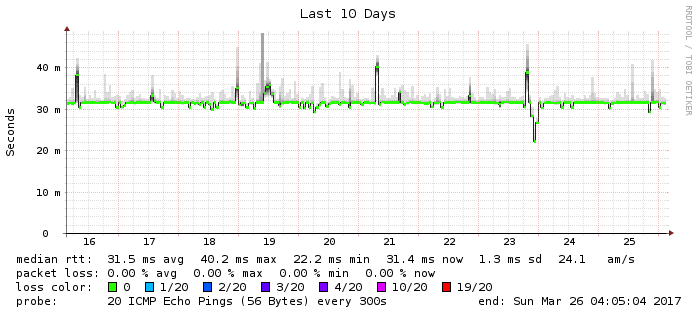 Last 10 Days
RRDTOOL / TOBI OETIKER
Seconds
40 m
30 m
20 m
10 m
0
16 17 18 19 20 21 22 23 24 25
median rtt: 31.5 ms avg 40.2 ms max 22.2 ms min 31.4 ms now 1.3 ms sd 24.1 am/s
packet loss: 0.00 % avg 0.00 % max 0.00 % min 0.00 % now
loss color: 0 1/20 2/20 3/20 4/20 10/20 19/20
probe: 20 ICMP Echo Pings (56 Bytes) every 300s end: Sun Mar 26 04:05:04 2017